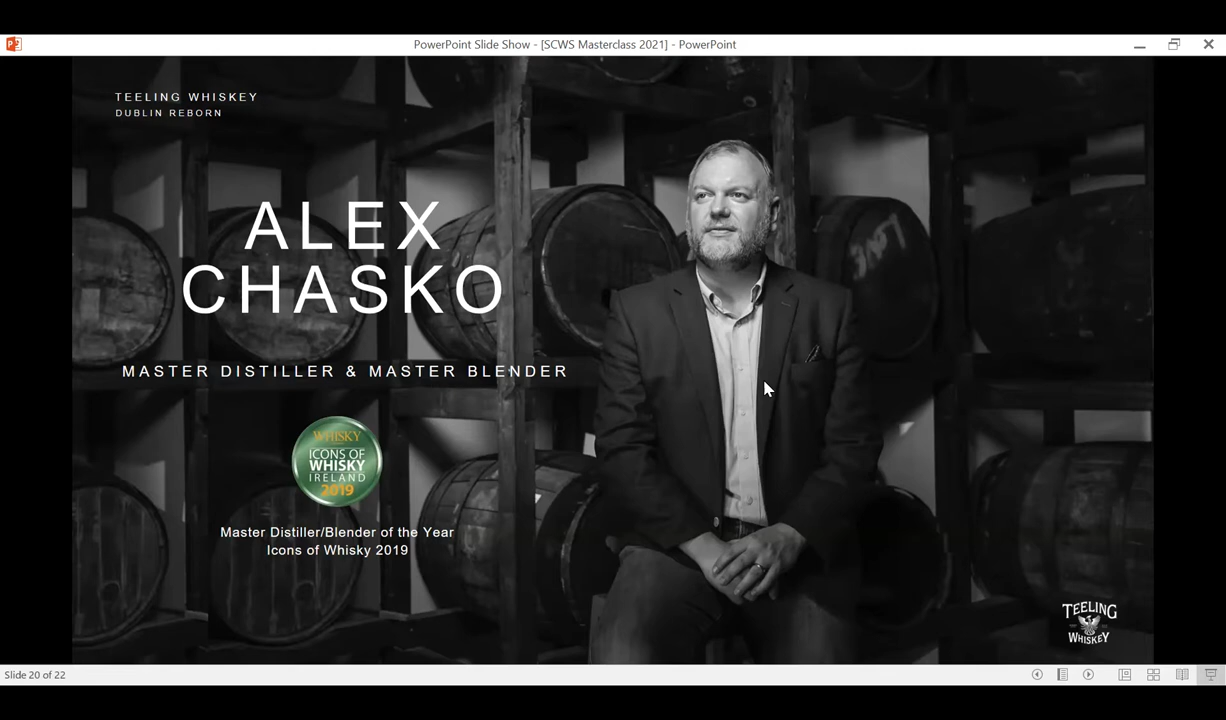 PowerPoint Slide Show - [SCWS Masterclass 2021] - PowerPoint
TEELING WHISKEY
DUBLIN REBORN
ALEX
CHASKO
MASTER DISTILLER & MASTER BLENDER
WHISKY
ICONS OF
WHISKY
IRELAND
2019
Master Distiller/Blender of the Year
Icons of Whisky 2019
TEELING
WHISKEY
Slide 20 of 22